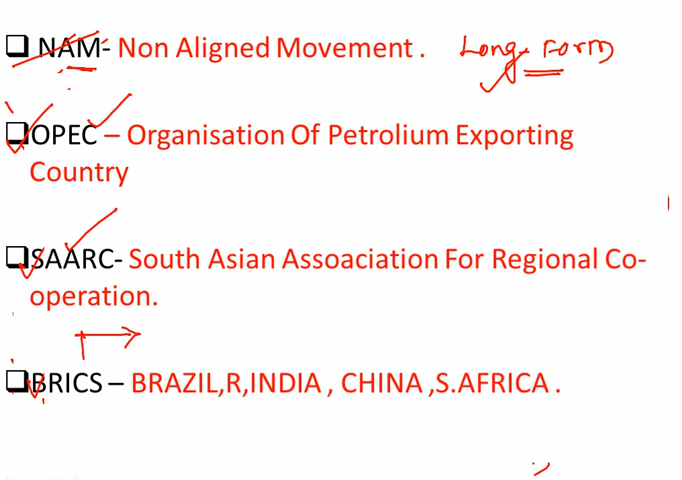 NAM- Non Aligned Movement . Long Form
OPEC – Organisation Of Petrolium Exporting
Country
SAARC- South Asian Assoaciation For Regional Co-
operation.
BRICS – BRAZIL,R,INDIA , CHINA ,S.AFRICA .